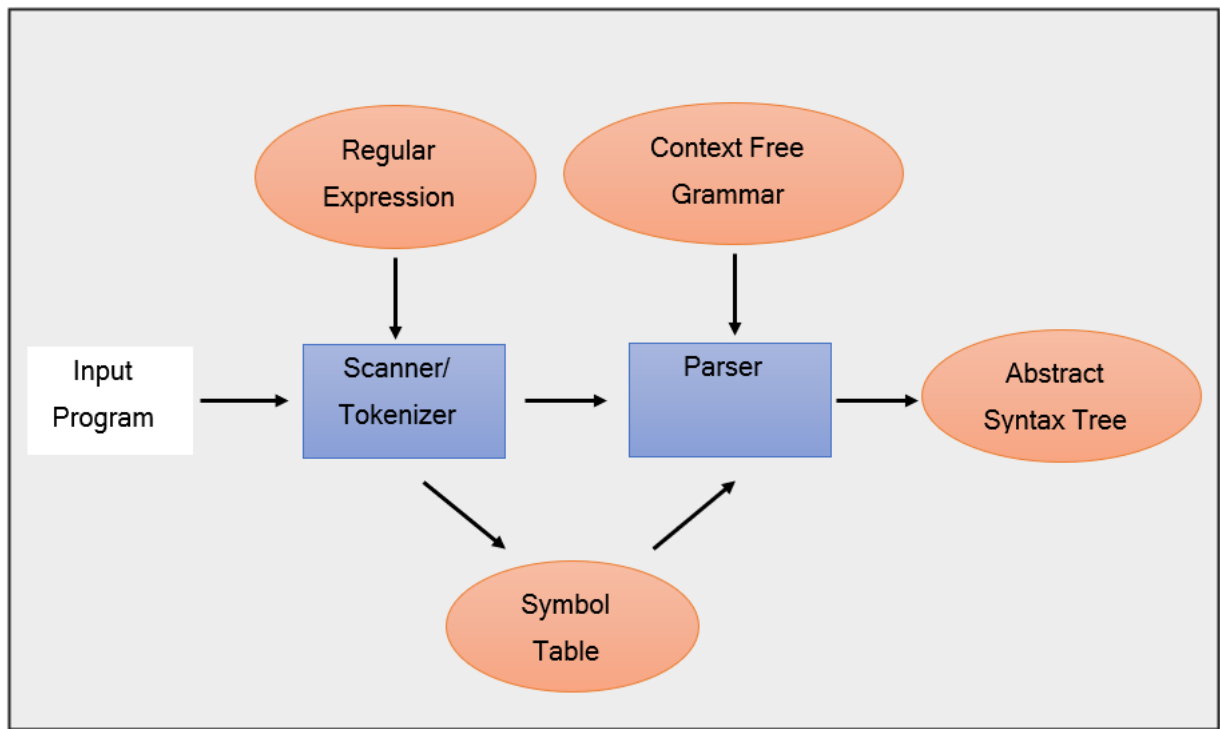 Regular
Expression
Context Free
Grammar
Input
Program
Scanner/
Tokenizer
Parser
Abstract
Syntax Tree
Symbol
Table